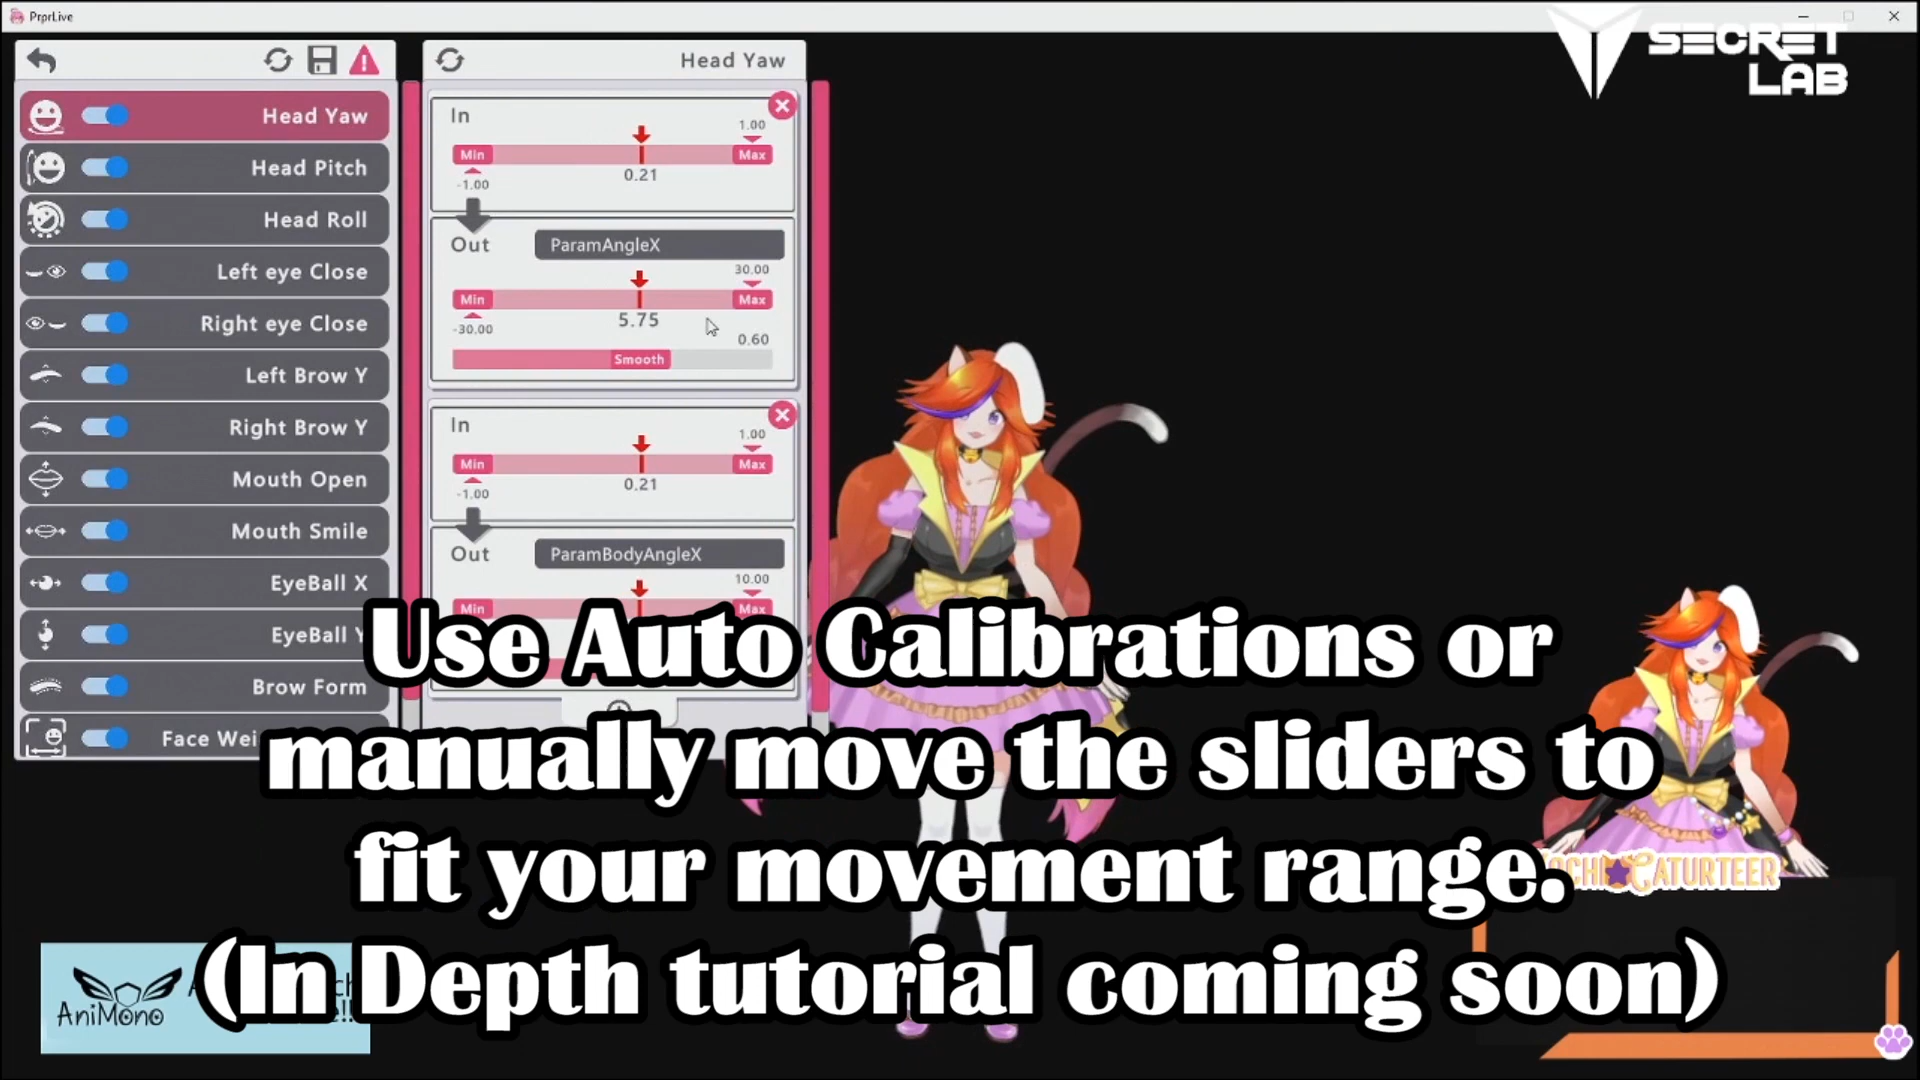 PrprLive
SECRET
LAB
Head Yaw
Head Yaw
In
1.00
Min
Max
-1.00
0.21
Out
ParamAngleX
30.00
Min
Max
-30.00
5.75
0.60
Smooth
In
1.00
Min
Max
-1.00
0.21
Out
ParamBodyAngleX
10.00
Min
Max
Head Pitch
Head Roll
Left eye Close
Right eye Close
Left Brow Y
Right Brow Y
Mouth Open
Mouth Smile
EyeBall X
EyeBall Y
Brow Form
Use Auto Calibrations or
manually move the sliders to
fit your movement range.
(In Depth tutorial coming soon)
CATURTEER
AniMono